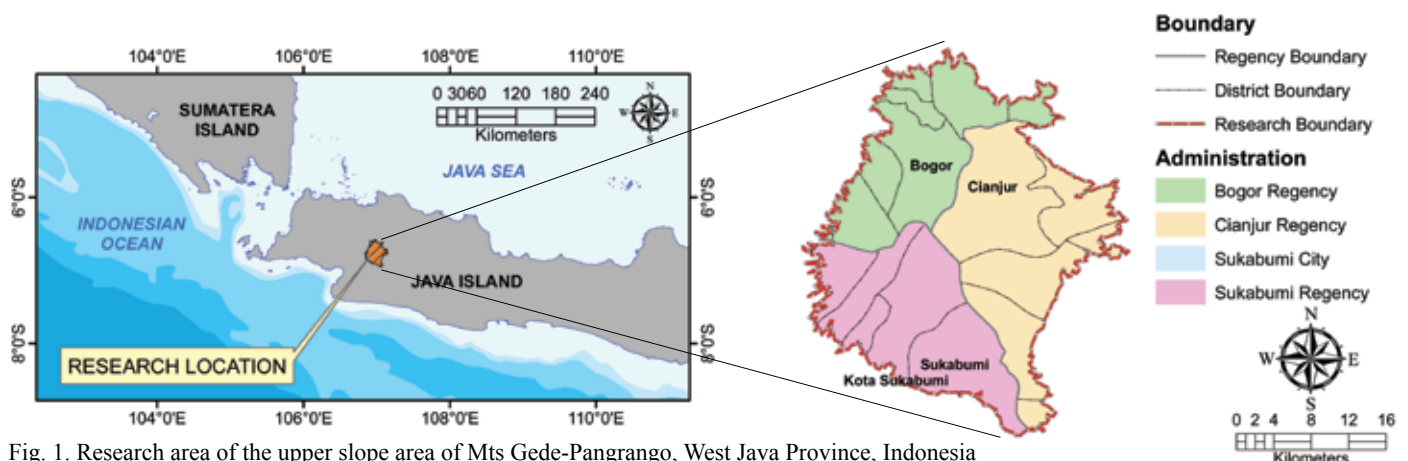 104°0'E 106°0'E 108°0'E 110°0'E
SUMATERA
ISLAND
0 30 60 120 180 240
Kilometers
N
W E
S
JAVA SEA
6°0'S
6°0'S
INDONESIAN
OCEAN
JAVA ISLAND
8°0'S
8°0'S
RESEARCH LOCATION
104°0'E 106°0'E 108°0'E 110°0'E
Bogor
Cianjur
Sukabumi
Kota Sukabumi
Boundary
Regency Boundary
District Boundary
Research Boundary
Administration
Bogor Regency
Cianjur Regency
Sukabumi City
Sukabumi Regency
N
W E
S
0 2 4 8 12 16
Kilometers
Fig. 1. Research area of the upper slope area of Mts Gede-Pangrango, West Java Province, Indonesia